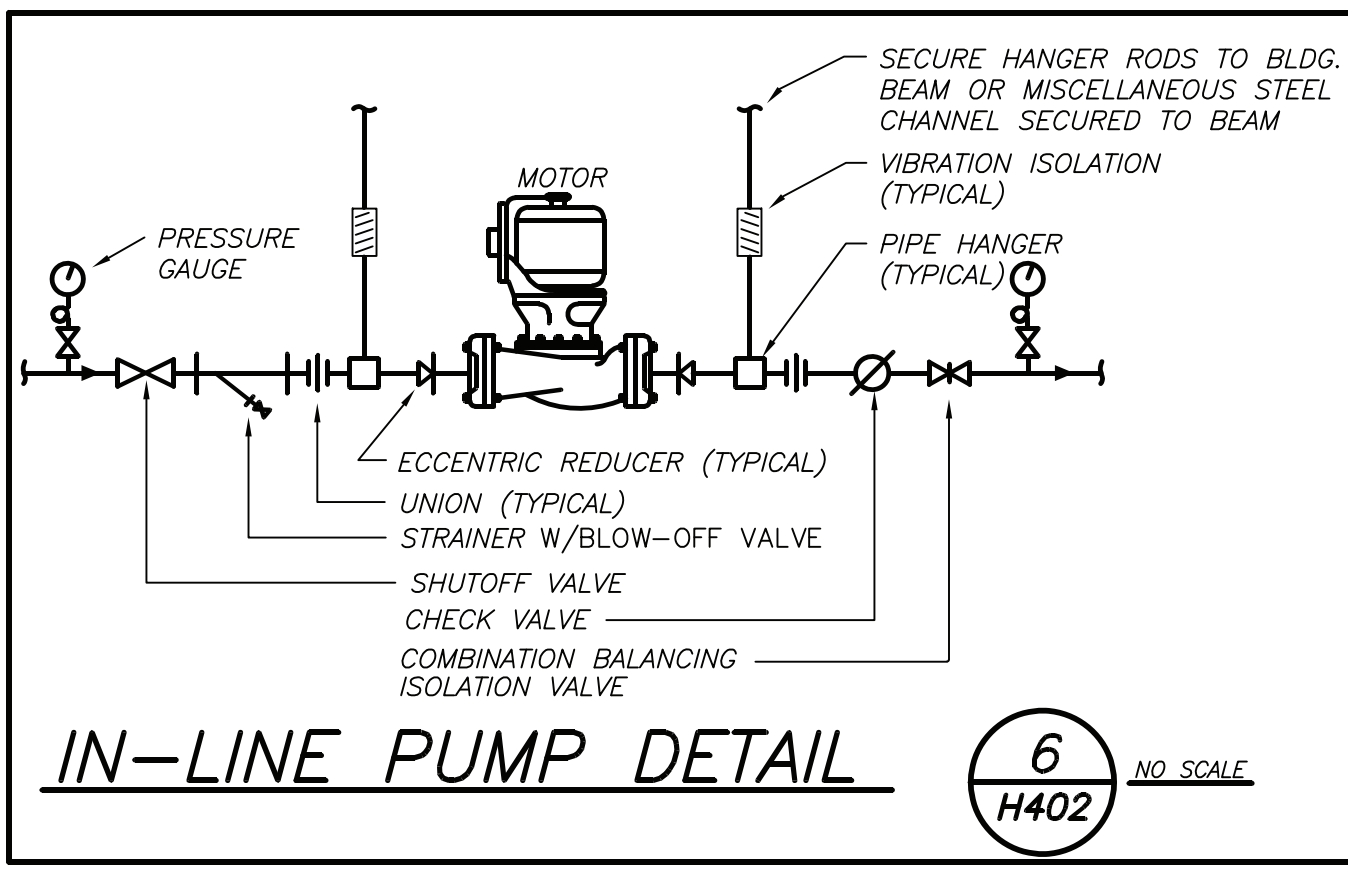 SECURE HANGER RODS TO BLDG.
BEAM OR MISCELLANEOUS STEEL
CHANNEL SECURED TO BEAM
VIBRATION ISOLATION
(TYPICAL)
MOTOR
PRESSURE
GAUGE
PIPE HANGER
(TYPICAL)
ECCENTRIC REDUCER (TYPICAL)
UNION (TYPICAL)
STRAINER W/BLOW-OFF VALVE
SHUTOFF VALVE
CHECK VALVE
COMBINATION BALANCING
ISOLATION VALVE
IN-LINE PUMP DETAIL
6
H402
NO SCALE